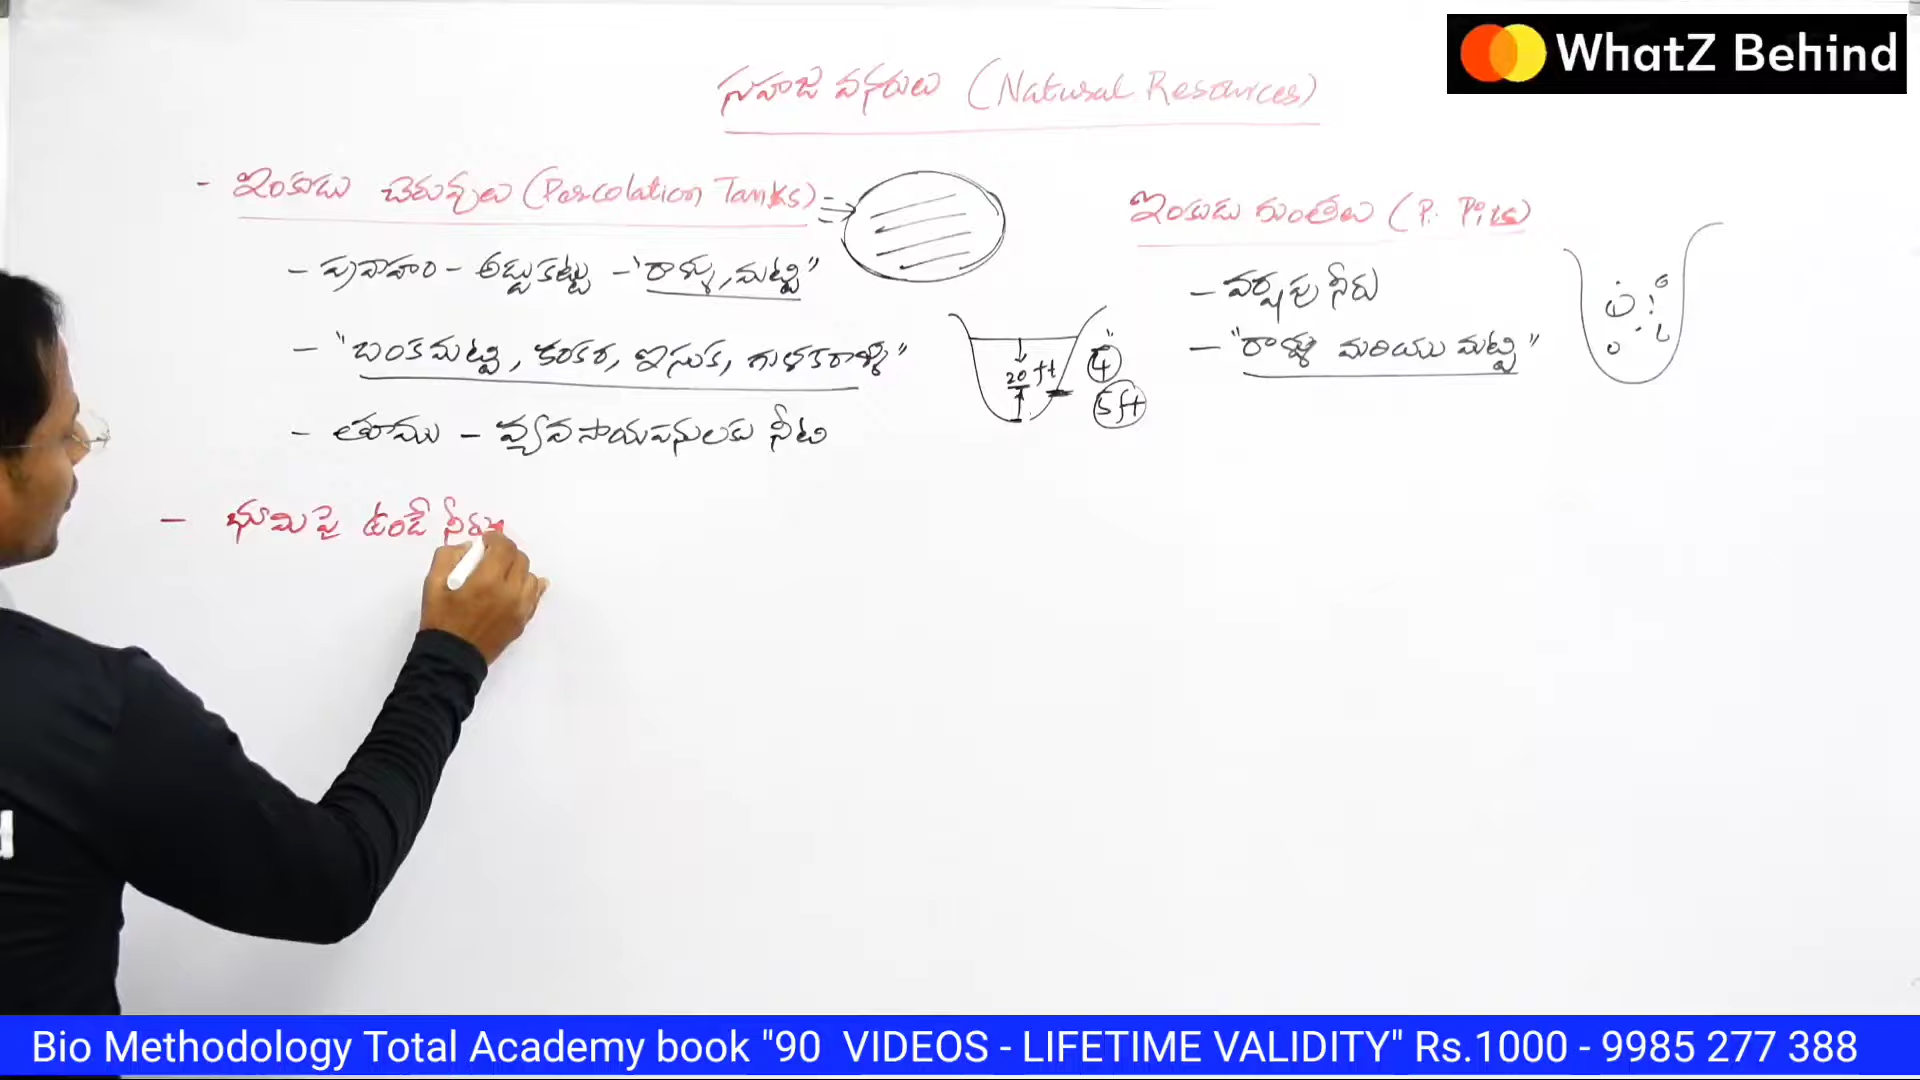 WhatZ Behind
సహజ వనరులు (Natural Resources)
- ఇంకుడు చెరువులు (Percolation Tanks)
- ప్రవాహం - అడ్డుకట్ట - "రాళ్ళు, మట్టి"
- "బంకమట్టి, కంకర, ఇసుక, గులకరాళ్ళు"
20 ft
4
5 ft
- తూము - వ్యవసాయపనులకు నీటి
ఇంకుడు గుంతలు (P. Pits)
- వర్షపు నీరు
- "రాళ్ళు మరియు మట్టి"
- భూమిపై ఉండే నీరు
Bio Methodology Total Academy book "90 VIDEOS - LIFETIME VALIDITY" Rs.1000 - 9985 277 388